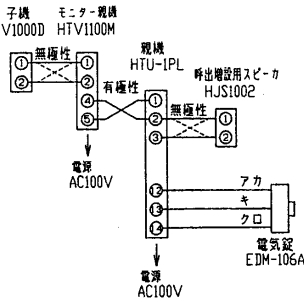 子機
V1000D
モニター親機
HTV1100M
無極性
①
②
①
②
④
⑤
有極性
親機
HTU-1PL
呼出増設用スピーカ
HJS1002
無極性
①
②
③
①
②
電源
AC100V
⑫
⑬
⑭
アカ
キ
クロ
電気錠
EDM-106A
電源
AC100V